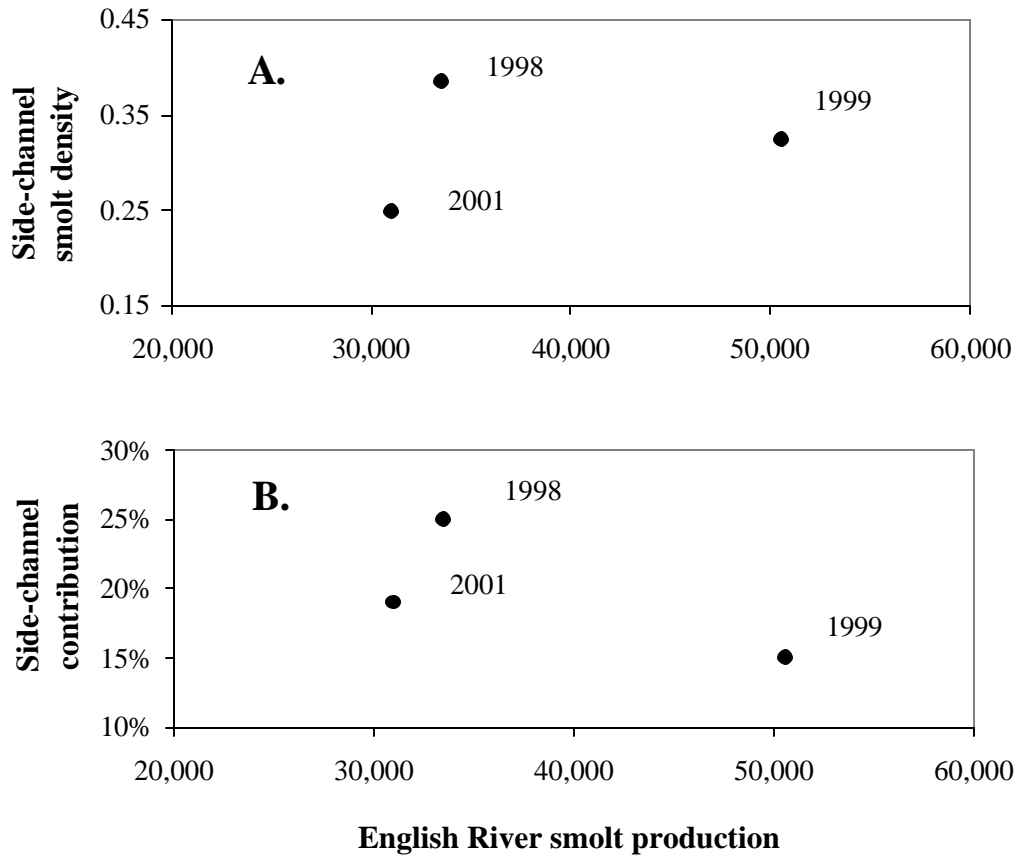 Side-channel
smolt density
0.45
0.35
0.25
0.15
A.
1998
1999
2001
20,000 30,000 40,000 50,000 60,000
Side-channel
contribution
30%
25%
20%
15%
10%
B.
1998
2001
1999
20,000 30,000 40,000 50,000 60,000
English River smolt production